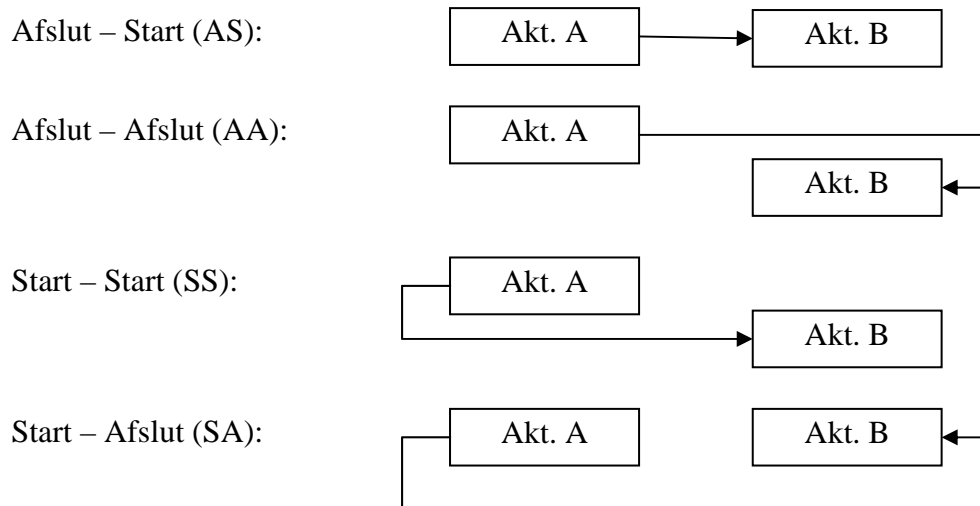 Afslut – Start (AS): Akt. A Akt. B
Afslut – Afslut (AA): Akt. A
Akt. B
Start – Start (SS): Akt. A
Akt. B
Start – Afslut (SA): Akt. A Akt. B